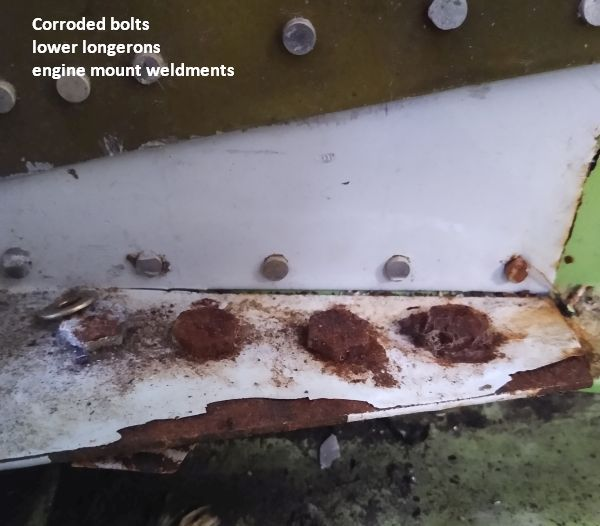 Corroded bolts
lower longerons
engine mount weldments